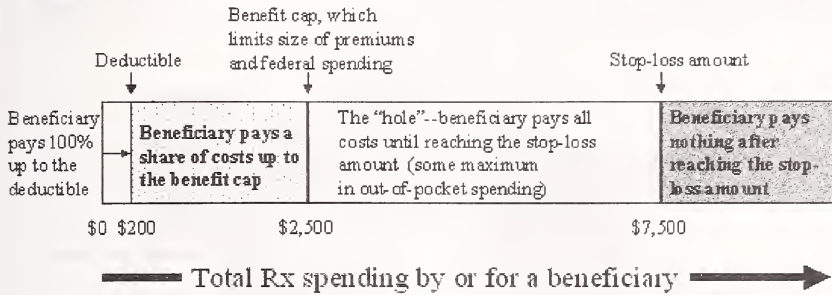 Benefit cap, which
limits size of premiums
and federal spending
Deductible
Stop-loss amount
Beneficiary
pays 100%
up to the
deductible
Beneficiary pays a
share of costs up to
the benefit cap
The "hole"--beneficiary pays all
costs until reaching the stop-loss
amount (some maximum
in out-of-pocket spending)
Beneficiary pays
nothing after
reaching the stop-
loss amount
$0 $200 $2,500 $7,500
Total Rx spending by or for a beneficiary